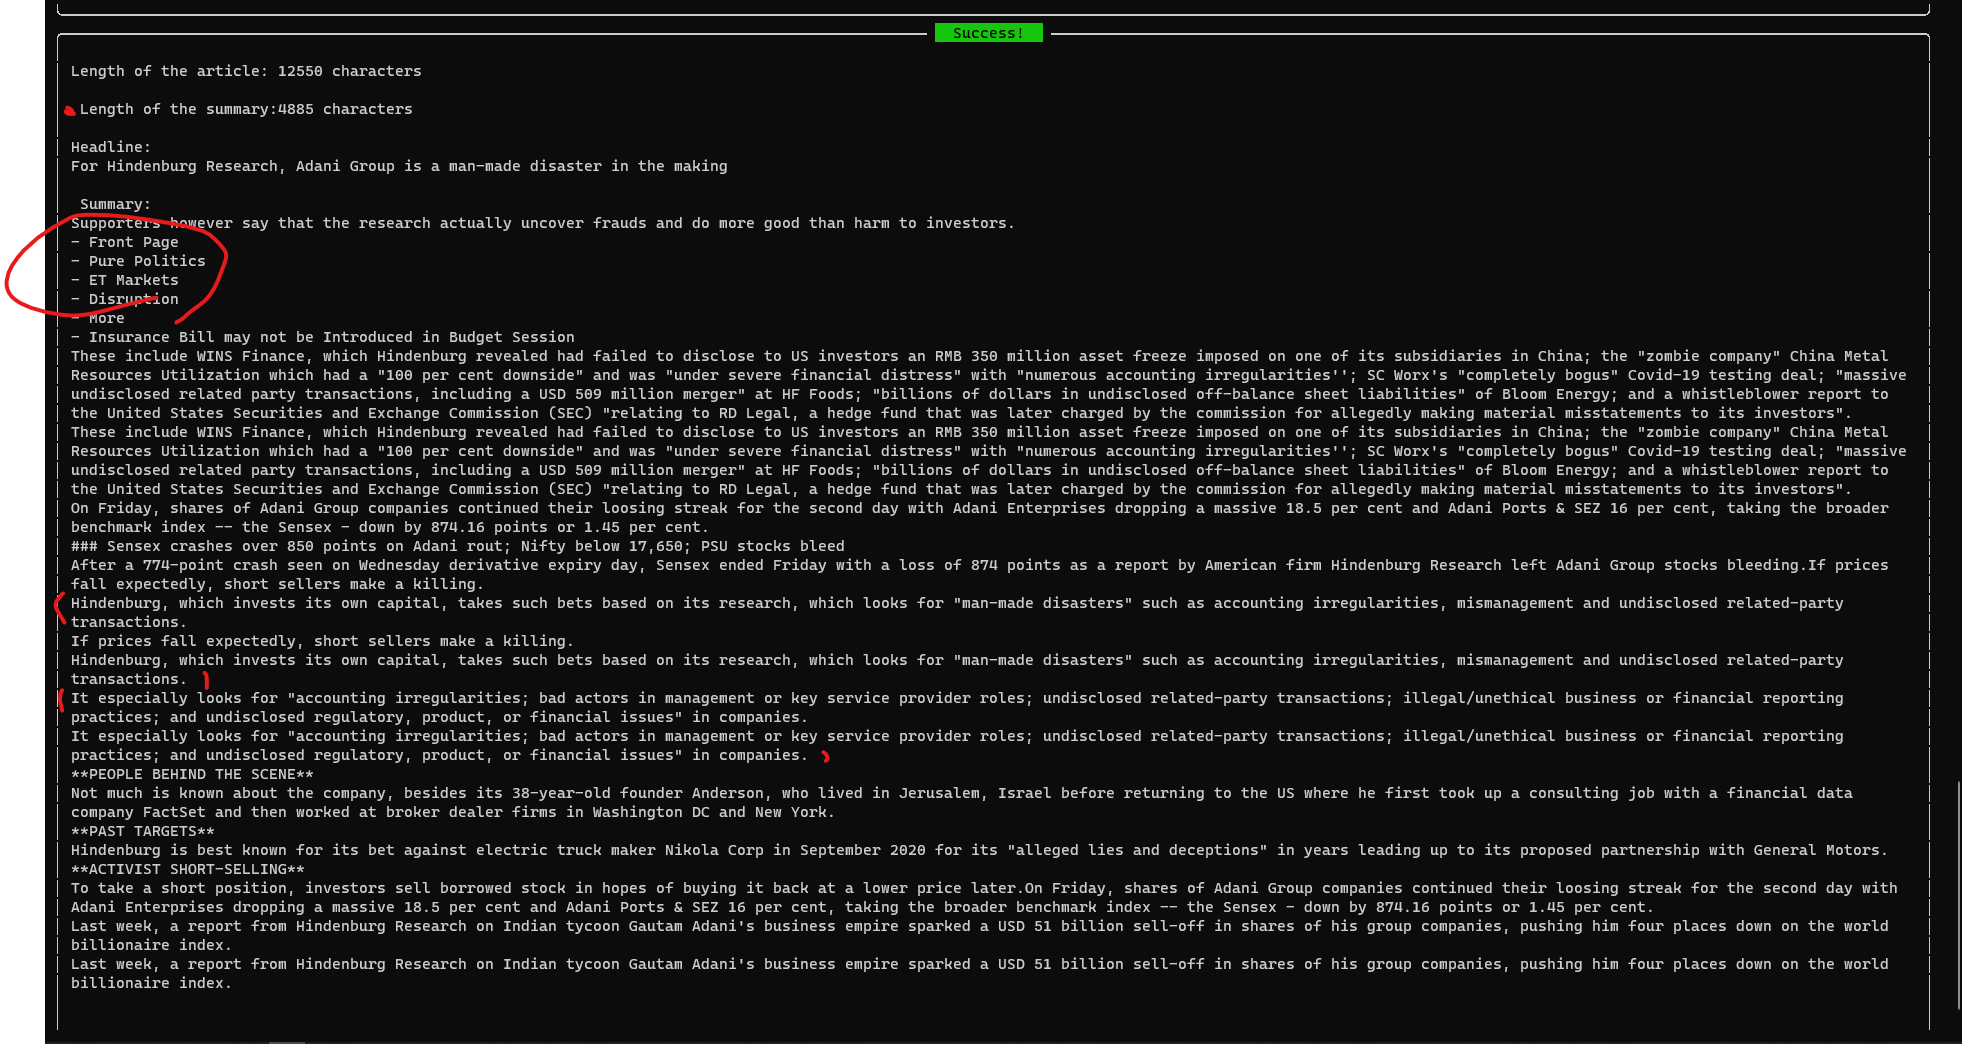 Success!
Length of the article: 12550 characters
Length of the summary:4885 characters
Headline:
For Hindenburg Research, Adani Group is a man-made disaster in the making
Summary:
Supporters however say that the research actually uncover frauds and do more good than harm to investors.
- Front Page
- Pure Politics
- ET Markets
- Disruption
- More
- Insurance Bill may not be Introduced in Budget Session
These include WINS Finance, which Hindenburg revealed had failed to disclose to US investors an RMB 350 million asset freeze imposed on one of its subsidiaries in China; the "zombie company" China Metal
Resources Utilization which had a "100 per cent downside" and was "under severe financial distress" with "numerous accounting irregularities''; SC Worx's "completely bogus" Covid-19 testing deal; "massive
undisclosed related party transactions, including a USD 509 million merger" at HF Foods; "billions of dollars in undisclosed off-balance sheet liabilities" of Bloom Energy; and a whistleblower report to
the United States Securities and Exchange Commission (SEC) "relating to RD Legal, a hedge fund that was later charged by the commission for allegedly making material misstatements to its investors".
These include WINS Finance, which Hindenburg revealed had failed to disclose to US investors an RMB 350 million asset freeze imposed on one of its subsidiaries in China; the "zombie company" China Metal
Resources Utilization which had a "100 per cent downside" and was "under severe financial distress" with "numerous accounting irregularities''; SC Worx's "completely bogus" Covid-19 testing deal; "massive
undisclosed related party transactions, including a USD 509 million merger" at HF Foods; "billions of dollars in undisclosed off-balance sheet liabilities" of Bloom Energy; and a whistleblower report to
the United States Securities and Exchange Commission (SEC) "relating to RD Legal, a hedge fund that was later charged by the commission for allegedly making material misstatements to its investors".
On Friday, shares of Adani Group companies continued their loosing streak for the second day with Adani Enterprises dropping a massive 18.5 per cent and Adani Ports & SEZ 16 per cent, taking the broader
benchmark index -- the Sensex - down by 874.16 points or 1.45 per cent.
### Sensex crashes over 850 points on Adani rout; Nifty below 17,650; PSU stocks bleed
After a 774-point crash seen on Wednesday derivative expiry day, Sensex ended Friday with a loss of 874 points as a report by American firm Hindenburg Research left Adani Group stocks bleeding.If prices
fall expectedly, short sellers make a killing.
Hindenburg, which invests its own capital, takes such bets based on its research, which looks for "man-made disasters" such as accounting irregularities, mismanagement and undisclosed related-party
transactions.
If prices fall expectedly, short sellers make a killing.
Hindenburg, which invests its own capital, takes such bets based on its research, which looks for "man-made disasters" such as accounting irregularities, mismanagement and undisclosed related-party
transactions.
It especially looks for "accounting irregularities; bad actors in management or key service provider roles; undisclosed related-party transactions; illegal/unethical business or financial reporting
practices; and undisclosed regulatory, product, or financial issues" in companies.
It especially looks for "accounting irregularities; bad actors in management or key service provider roles; undisclosed related-party transactions; illegal/unethical business or financial reporting
practices; and undisclosed regulatory, product, or financial issues" in companies.
**PEOPLE BEHIND THE SCENE**
Not much is known about the company, besides its 38-year-old founder Anderson, who lived in Jerusalem, Israel before returning to the US where he first took up a consulting job with a financial data
company FactSet and then worked at broker dealer firms in Washington DC and New York.
**PAST TARGETS**
Hindenburg is best known for its bet against electric truck maker Nikola Corp in September 2020 for its "alleged lies and deceptions" in years leading up to its proposed partnership with General Motors.
**ACTIVIST SHORT-SELLING**
To take a short position, investors sell borrowed stock in hopes of buying it back at a lower price later.On Friday, shares of Adani Group companies continued their loosing streak for the second day with
Adani Enterprises dropping a massive 18.5 per cent and Adani Ports & SEZ 16 per cent, taking the broader benchmark index -- the Sensex - down by 874.16 points or 1.45 per cent.
Last week, a report from Hindenburg Research on Indian tycoon Gautam Adani's business empire sparked a USD 51 billion sell-off in shares of his group companies, pushing him four places down on the world
billionaire index.
Last week, a report from Hindenburg Research on Indian tycoon Gautam Adani's business empire sparked a USD 51 billion sell-off in shares of his group companies, pushing him four places down on the world
billionaire index.